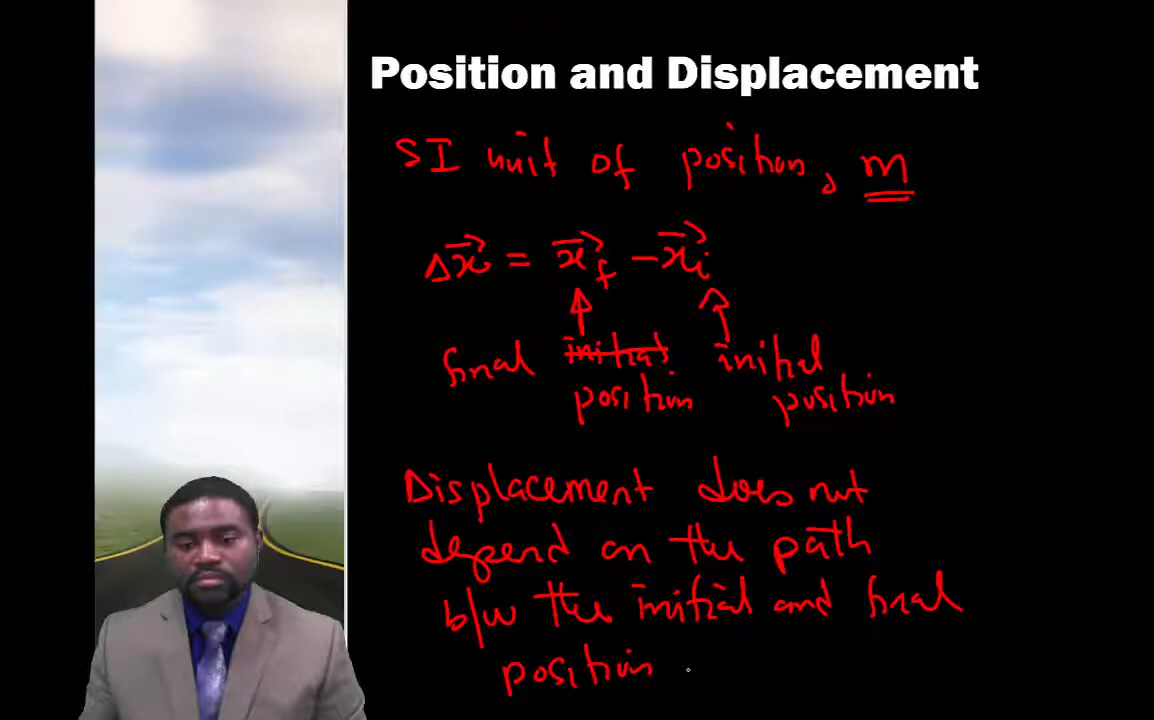 Position and Displacement
SI unit of position, m
Δx⃗ = x⃗f − x⃗i
final initial initial
position position
Displacement does not
depend on the path
b/w the initial and final
position